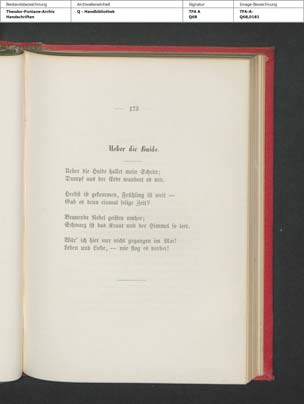 Bestandsbezeichnung
Archivalieneinheit
Signatur
Image-Bezeichnung
Theodor-Fontane-Archiv
Handschriften
Q - Handbibliothek
TFA A
Q68
TFA-A-
Q68,0181
— 173 —
Ueber die Haide.
Ueber die Haide hallet mein Schritt;
Dumpf aus der Erde wandert es mit.
Herbst ist gekommen, Frühling ist weit —
Gab es denn einmal selige Zeit?
Brauende Nebel geisten umher;
Schwarz ist das Kraut und der Himmel so leer.
Wär' ich hier nur nicht gegangen im Mai!
Leben und Liebe, — wie flog es vorbei!